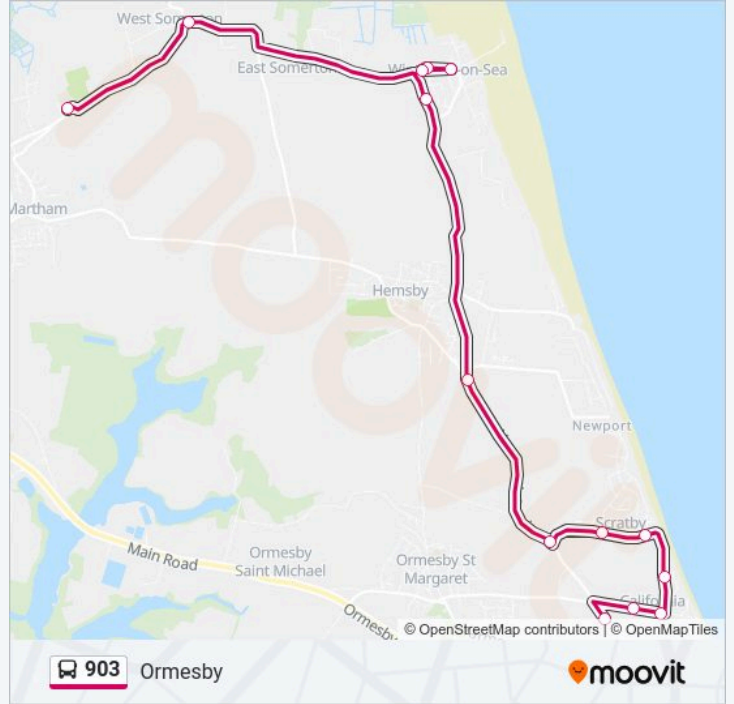 West Somerton
East Somerton
on-Sea
Martham
Hemsby
Newport
Scratby
Main Road
Ormesby
Saint Michael
Ormesby St
Margaret
California
Ormesby
© OpenStreetMap contributors | © OpenMapTiles
moovit
903 Ormesby
moovit